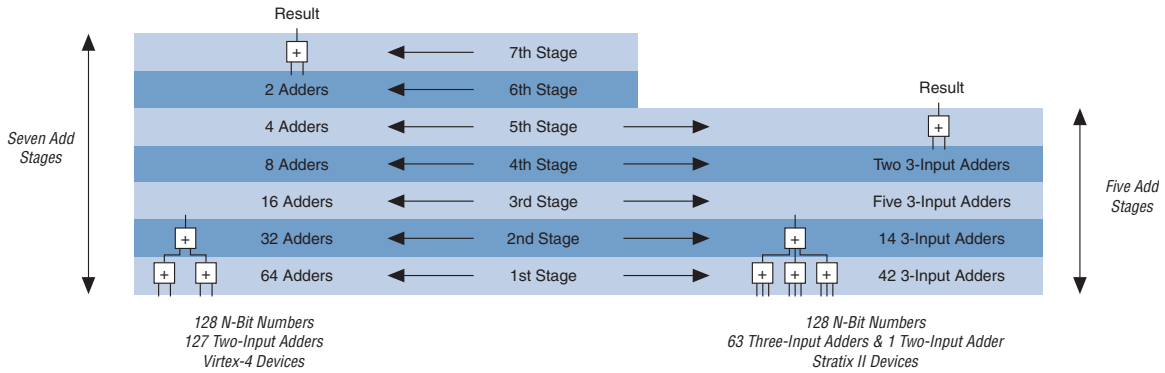 Result
+
7th Stage
2 Adders
6th Stage
Result
4 Adders
5th Stage
+
Seven Add
Stages
8 Adders
4th Stage
Two 3-Input Adders
16 Adders
3rd Stage
Five 3-Input Adders
Five Add
Stages
+
32 Adders
2nd Stage
+
14 3-Input Adders
+ +
64 Adders
1st Stage
+ + +
42 3-Input Adders
128 N-Bit Numbers
127 Two-Input Adders
Virtex-4 Devices
128 N-Bit Numbers
63 Three-Input Adders & 1 Two-Input Adder
Stratix II Devices